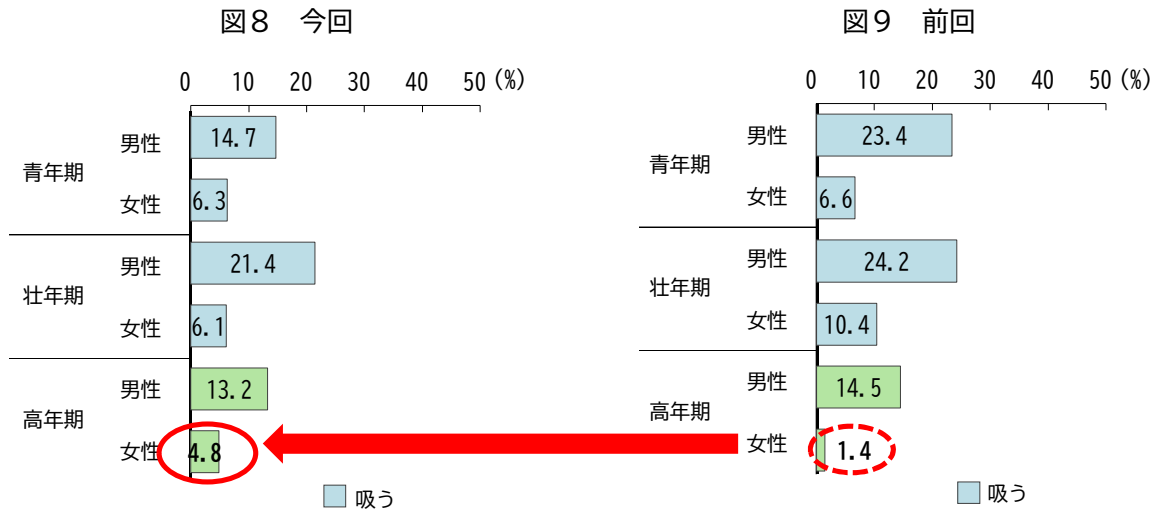 図８　今回
0 10 20 30 40 50 (%)
青年期
男性 14.7
女性 6.3
壮年期
男性 21.4
女性 6.1
高年期
男性 13.2
女性 4.8
吸う
図９　前回
0 10 20 30 40 50 (%)
青年期
男性 23.4
女性 6.6
壮年期
男性 24.2
女性 10.4
高年期
男性 14.5
女性 1.4
吸う